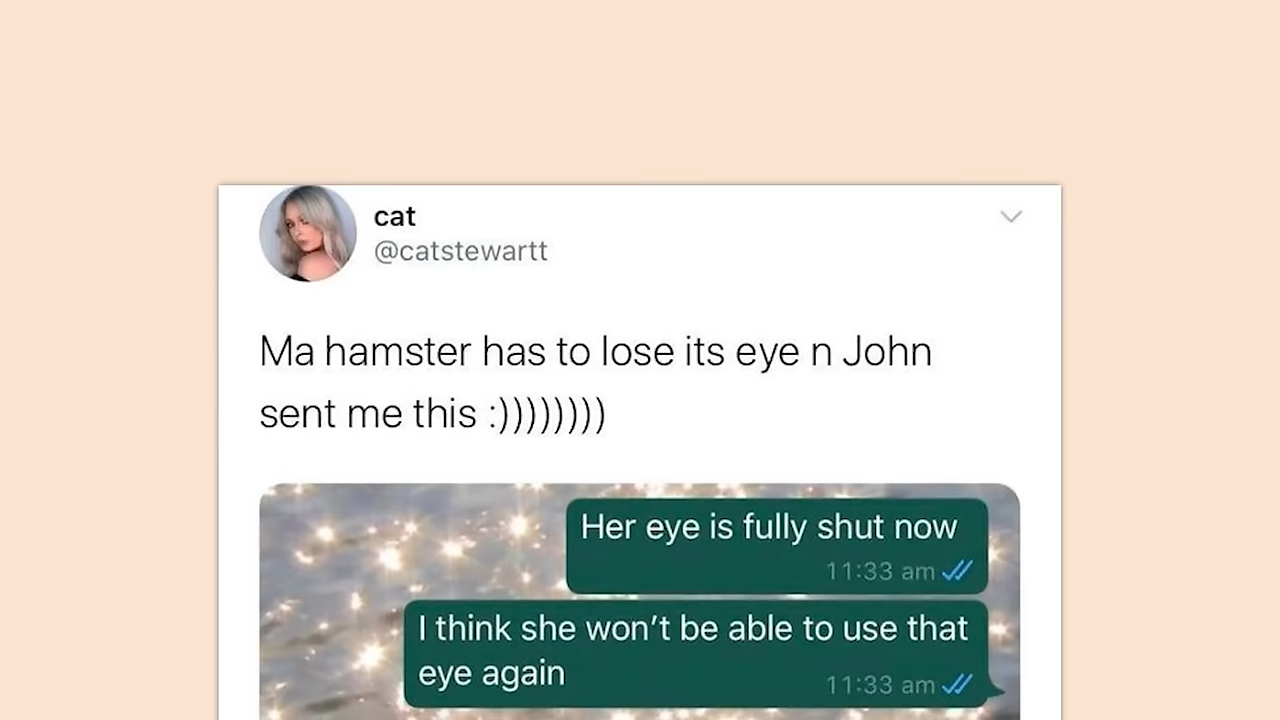 cat
@catstewartt
Ma hamster has to lose its eye n John
sent me this :))))))))
Her eye is fully shut now
11:33 am
I think she won’t be able to use that
eye again
11:33 am